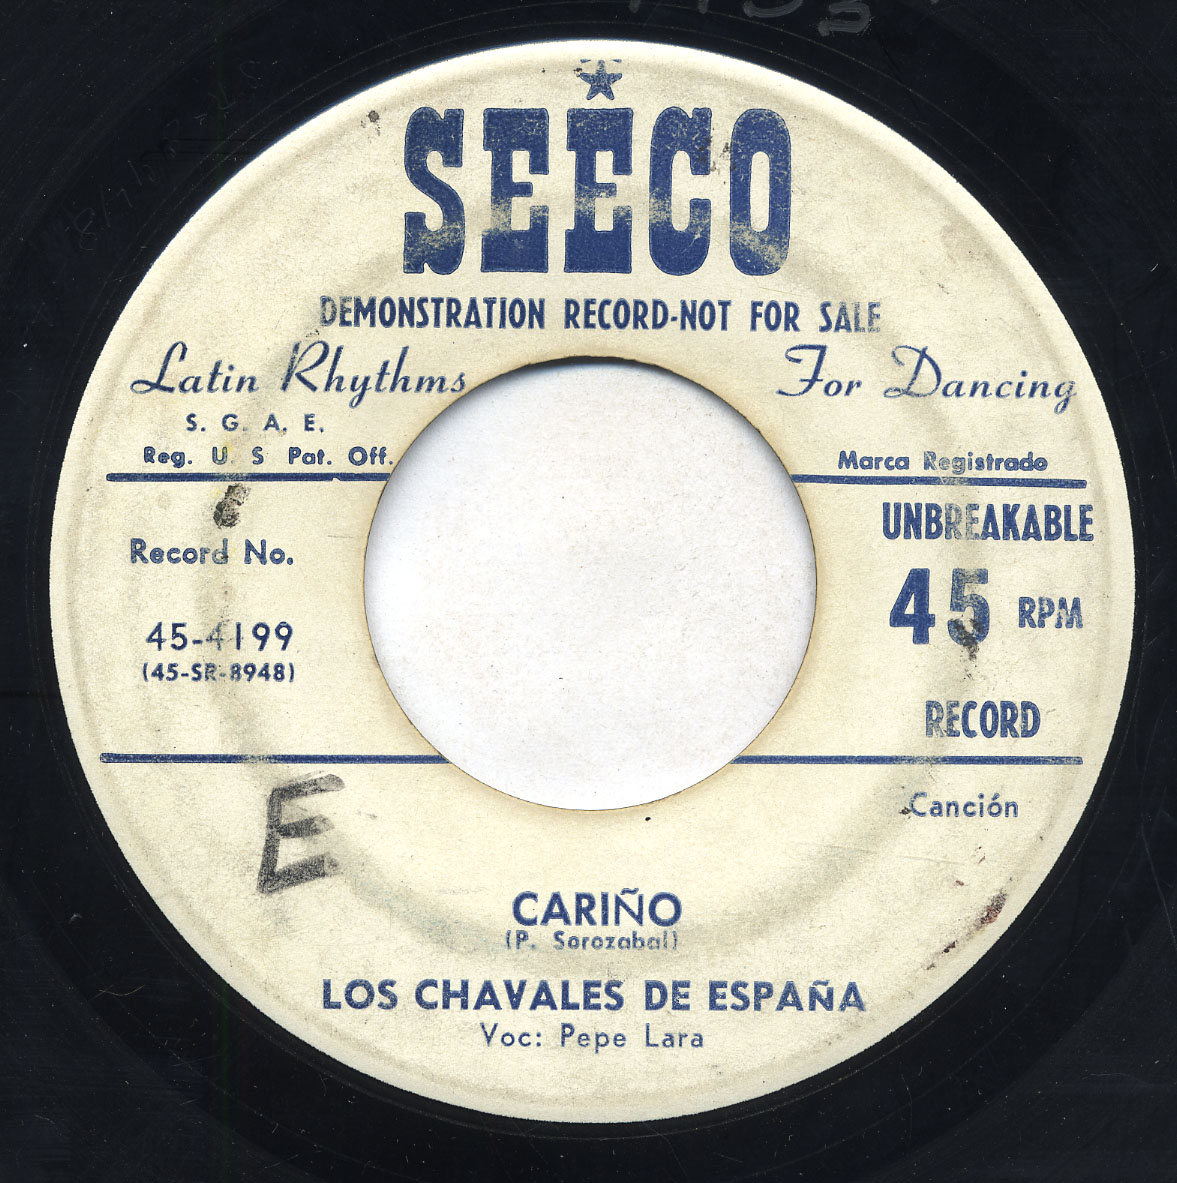 SEECO
DEMONSTRATION RECORD-NOT FOR SALE
Latin Rhythms
For Dancing
S. G. A. E.
Reg. U. S Pat. Off.
Marca Registrado
UNBREAKABLE
Record No.
45 RPM
45-4199
(45-SR-8948)
RECORD
Canción
E
CARIÑO
(P. Sorozabal)
LOS CHAVALES DE ESPAÑA
Voc: Pepe Lara